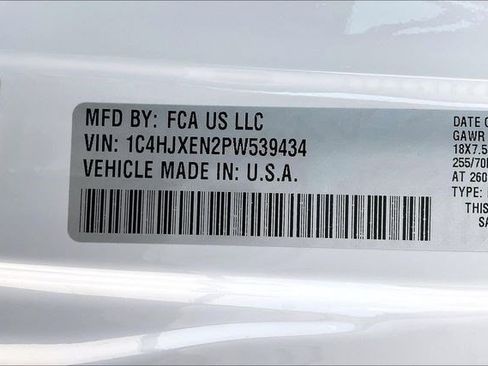 MFD BY: FCA US LLC
VIN: 1C4HJXEN2PW539434
VEHICLE MADE IN: U.S.A.
DATE O
GAWR
18X7.5
255/70
AT 260
TYPE:
THIS
SA